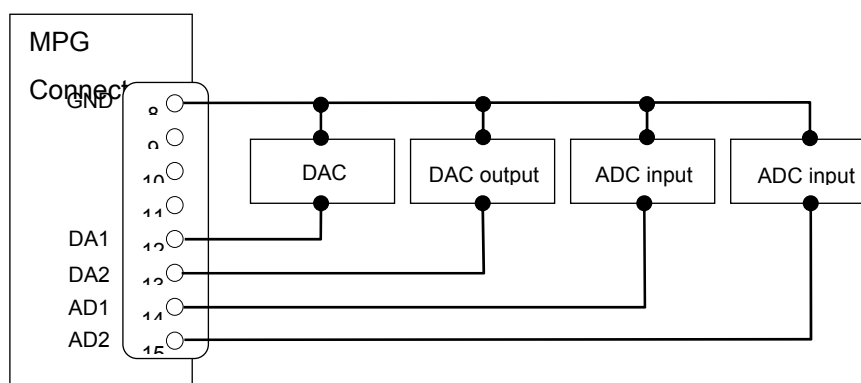 MPG
Connect
GND 8
9
10
11
DA1 12
DA2 13
AD1 14
AD2 15
DAC
DAC output
ADC input
ADC input